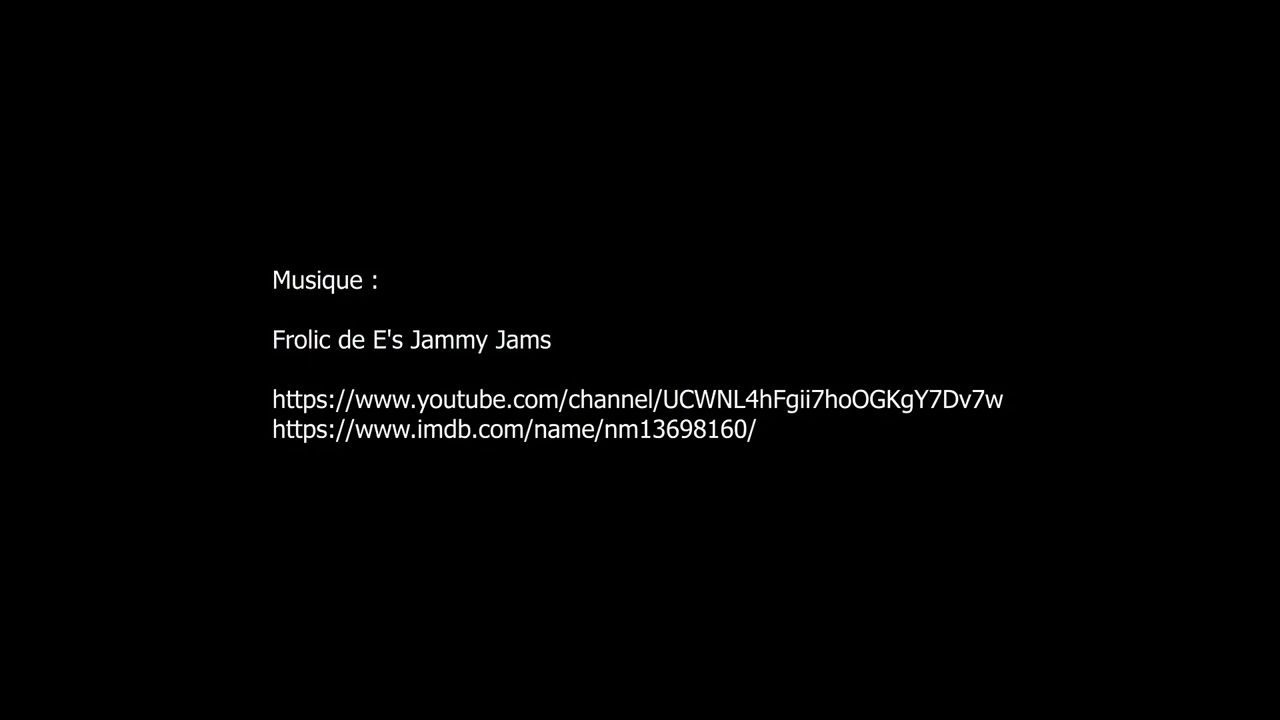 Musique :
Frolic de E's Jammy Jams
https://www.youtube.com/channel/UCWNL4hFgii7hoOGKgY7Dv7w
https://www.imdb.com/name/nm13698160/